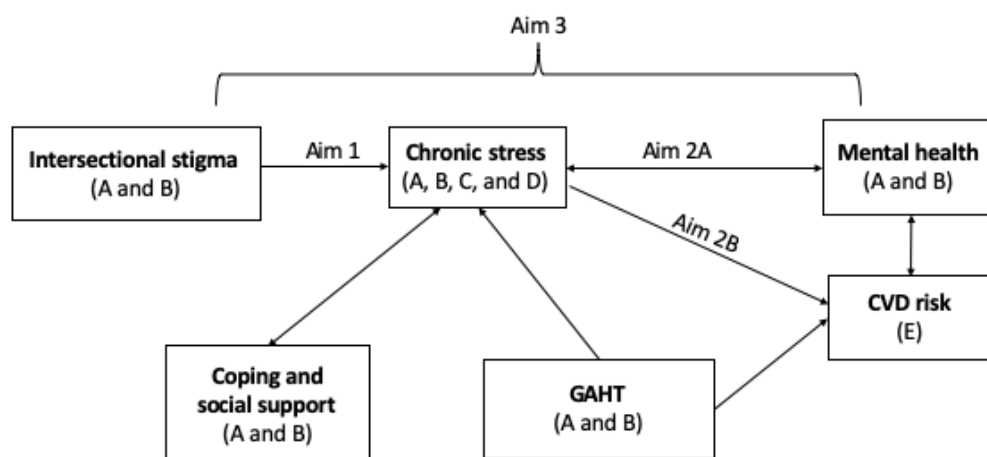 Aim 3
Intersectional stigma
(A and B)
Aim 1
Chronic stress
(A, B, C, and D)
Aim 2A
Mental health
(A and B)
Aim 2B
CVD risk
(E)
Coping and
social support
(A and B)
GAHT
(A and B)